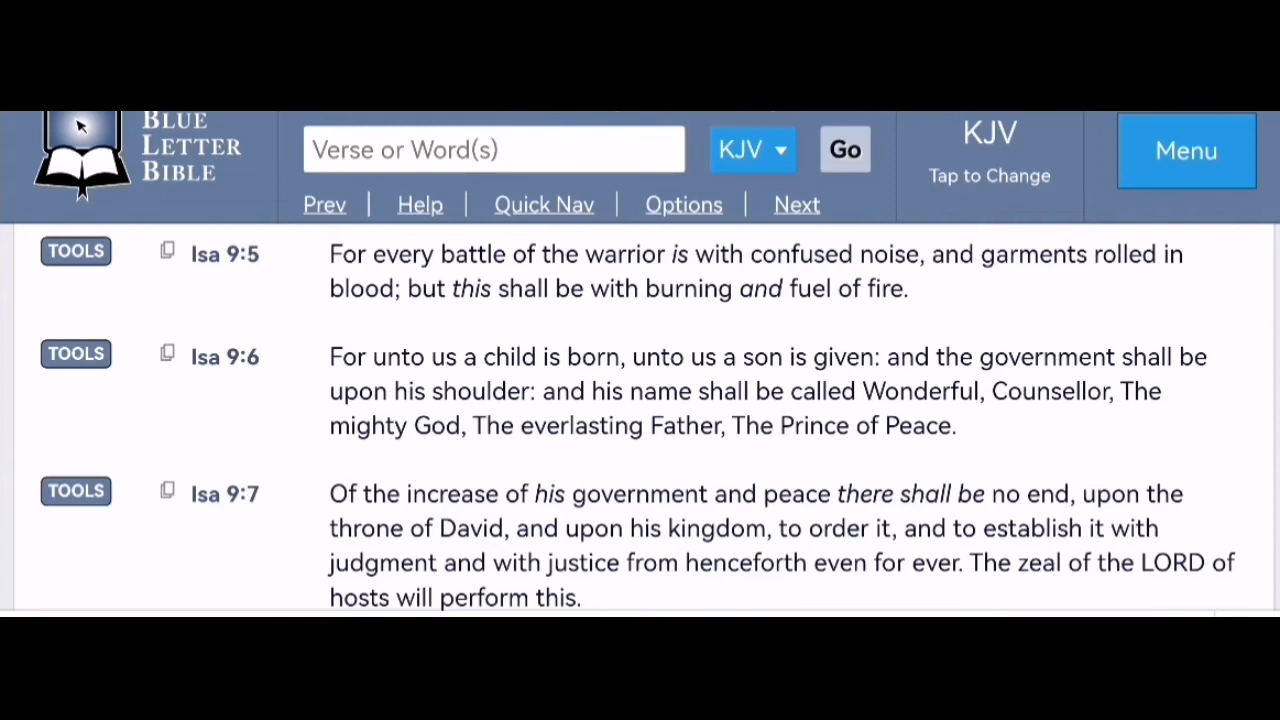 BLUE
LETTER
BIBLE
Verse or Word(s)
KJV
Go
KJV
Tap to Change
Menu
Prev | Help | Quick Nav | Options | Next
TOOLS Isa 9:5 For every battle of the warrior is with confused noise, and garments rolled in
blood; but this shall be with burning and fuel of fire.
TOOLS Isa 9:6 For unto us a child is born, unto us a son is given: and the government shall be
upon his shoulder: and his name shall be called Wonderful, Counsellor, The
mighty God, The everlasting Father, The Prince of Peace.
TOOLS Isa 9:7 Of the increase of his government and peace there shall be no end, upon the
throne of David, and upon his kingdom, to order it, and to establish it with
judgment and with justice from henceforth even for ever. The zeal of the LORD of
hosts will perform this.